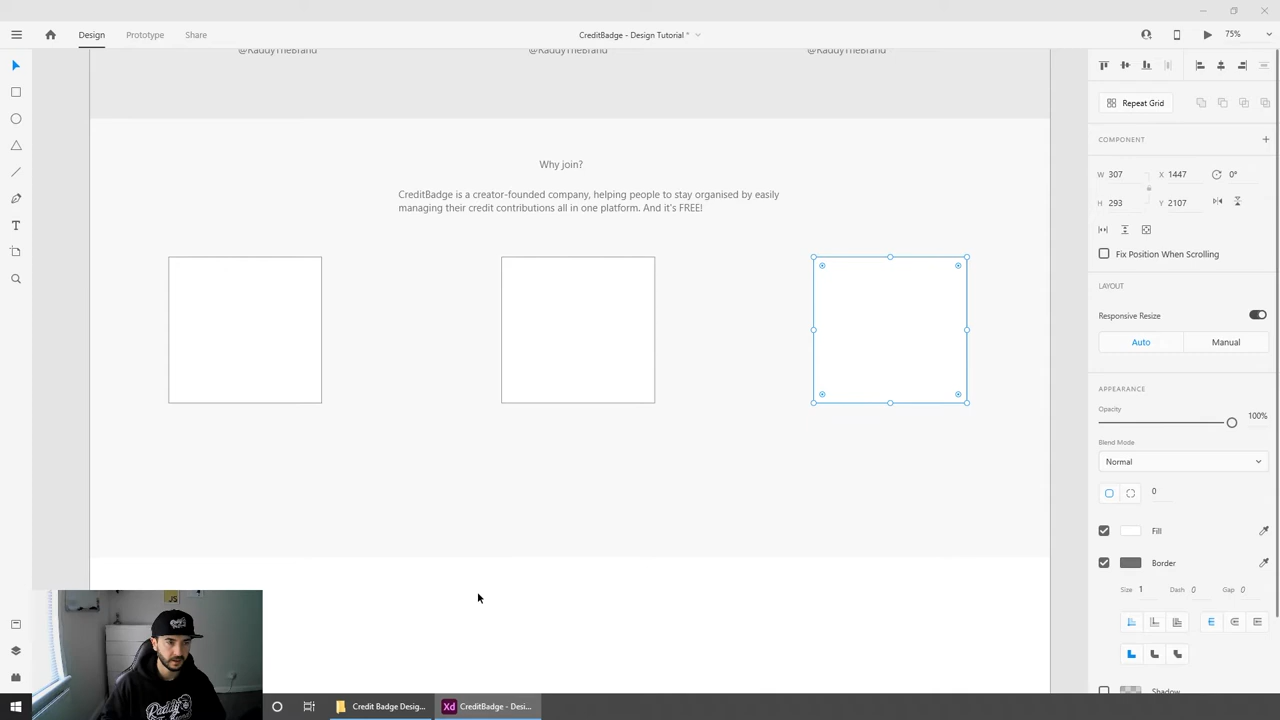 Design
Prototype
Share
CreditBadge - Design Tutorial *
75%
@RaddyTheBrand
@RaddyTheBrand
@RaddyTheBrand
Repeat Grid
COMPONENT
W 307
X 1447
0°
H 293
Y 2107
Fix Position When Scrolling
LAYOUT
Responsive Resize
Auto
Manual
APPEARANCE
Opacity
100%
Blend Mode
Normal
0
Fill
Border
Size 1
Dash 0
Gap 0
Shadow
Why join?
CreditBadge is a creator-founded company, helping people to stay organised by easily
managing their credit contributions all in one platform. And it's FREE!
JS
Credit Badge Desig...
Xd
CreditBadge - Desi...